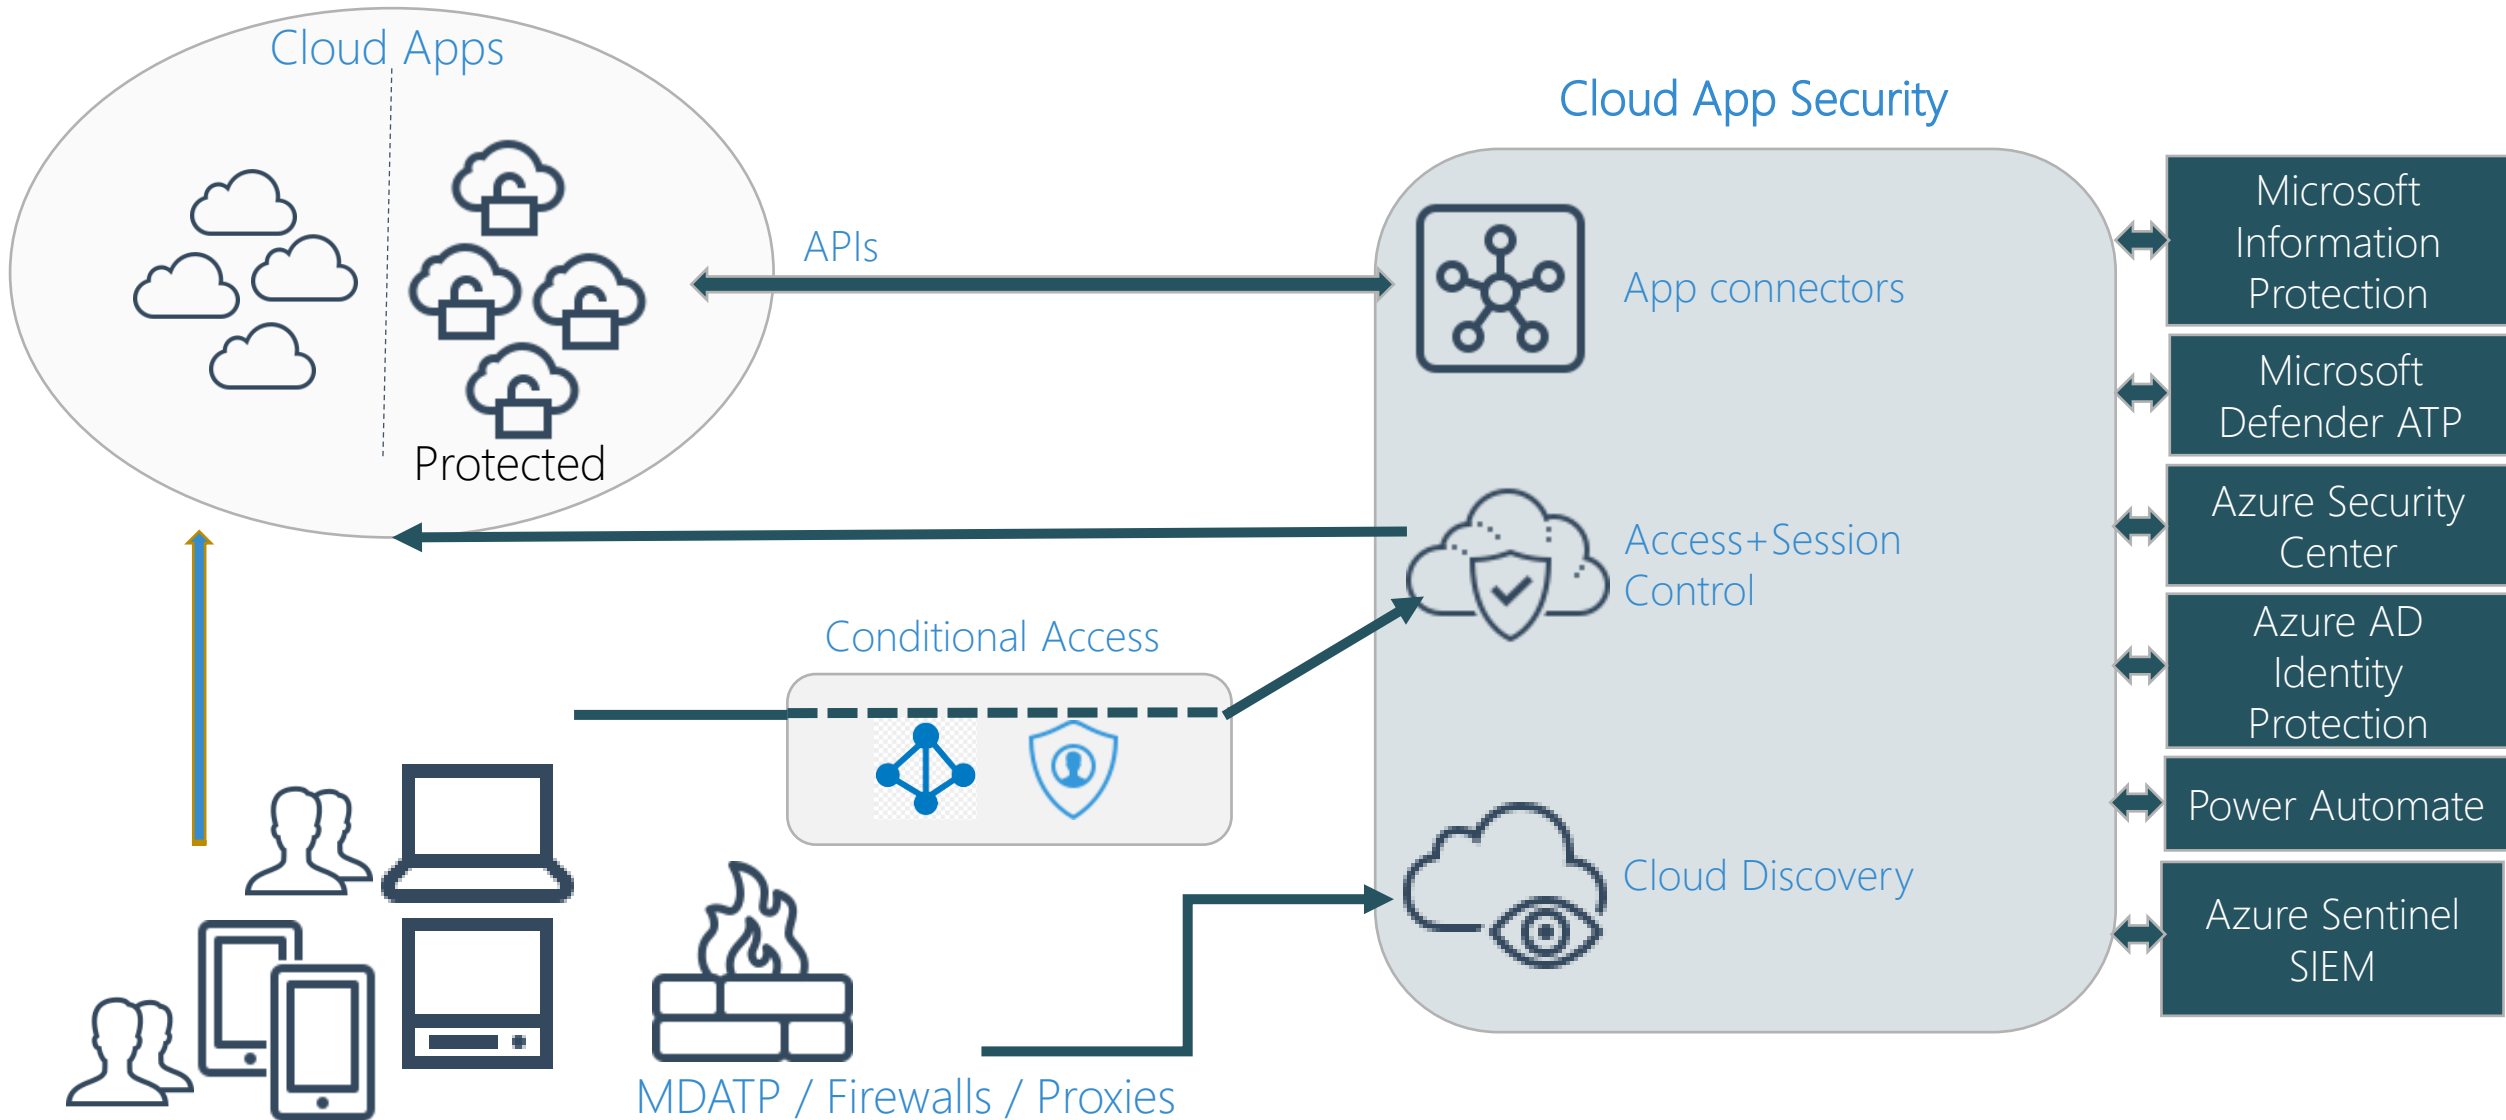 Cloud Apps
Protected
APIs
Cloud App Security
App connectors
Access+Session
Control
Conditional Access
Cloud Discovery
MDATP / Firewalls / Proxies
Microsoft
Information
Protection
Microsoft
Defender ATP
Azure Security
Center
Azure AD
Identity
Protection
Power Automate
Azure Sentinel
SIEM